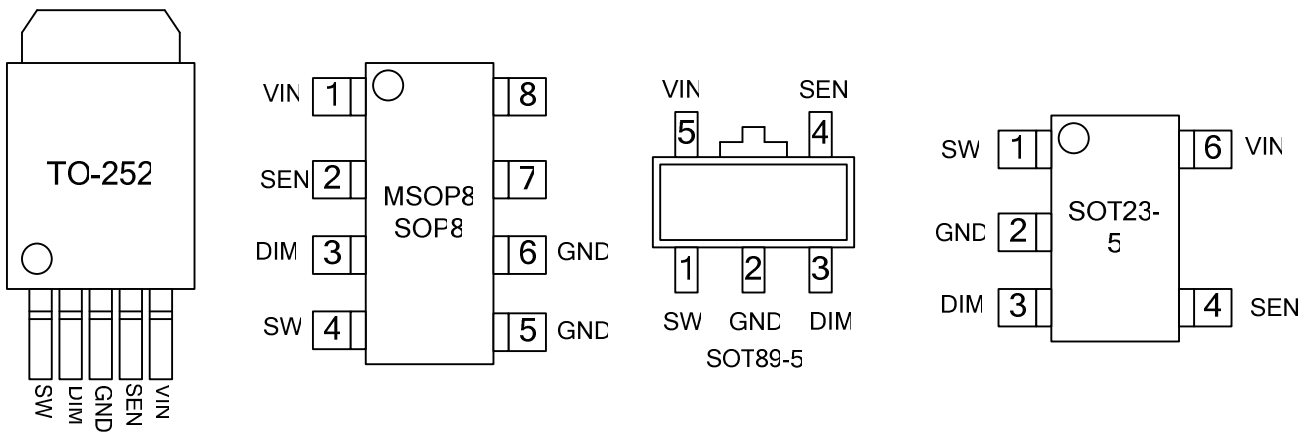 TO-252
SW
DIM
GND
SEN
VIN
VIN 1
8
SEN 2
7
MSOP8
SOP8
DIM 3
6 GND
SW 4
5 GND
VIN
SEN
5
4
1
2
3
SW
GND
DIM
SOT89-5
SW 1
6 VIN
GND 2
SOT23-
5
DIM 3
4 SEN